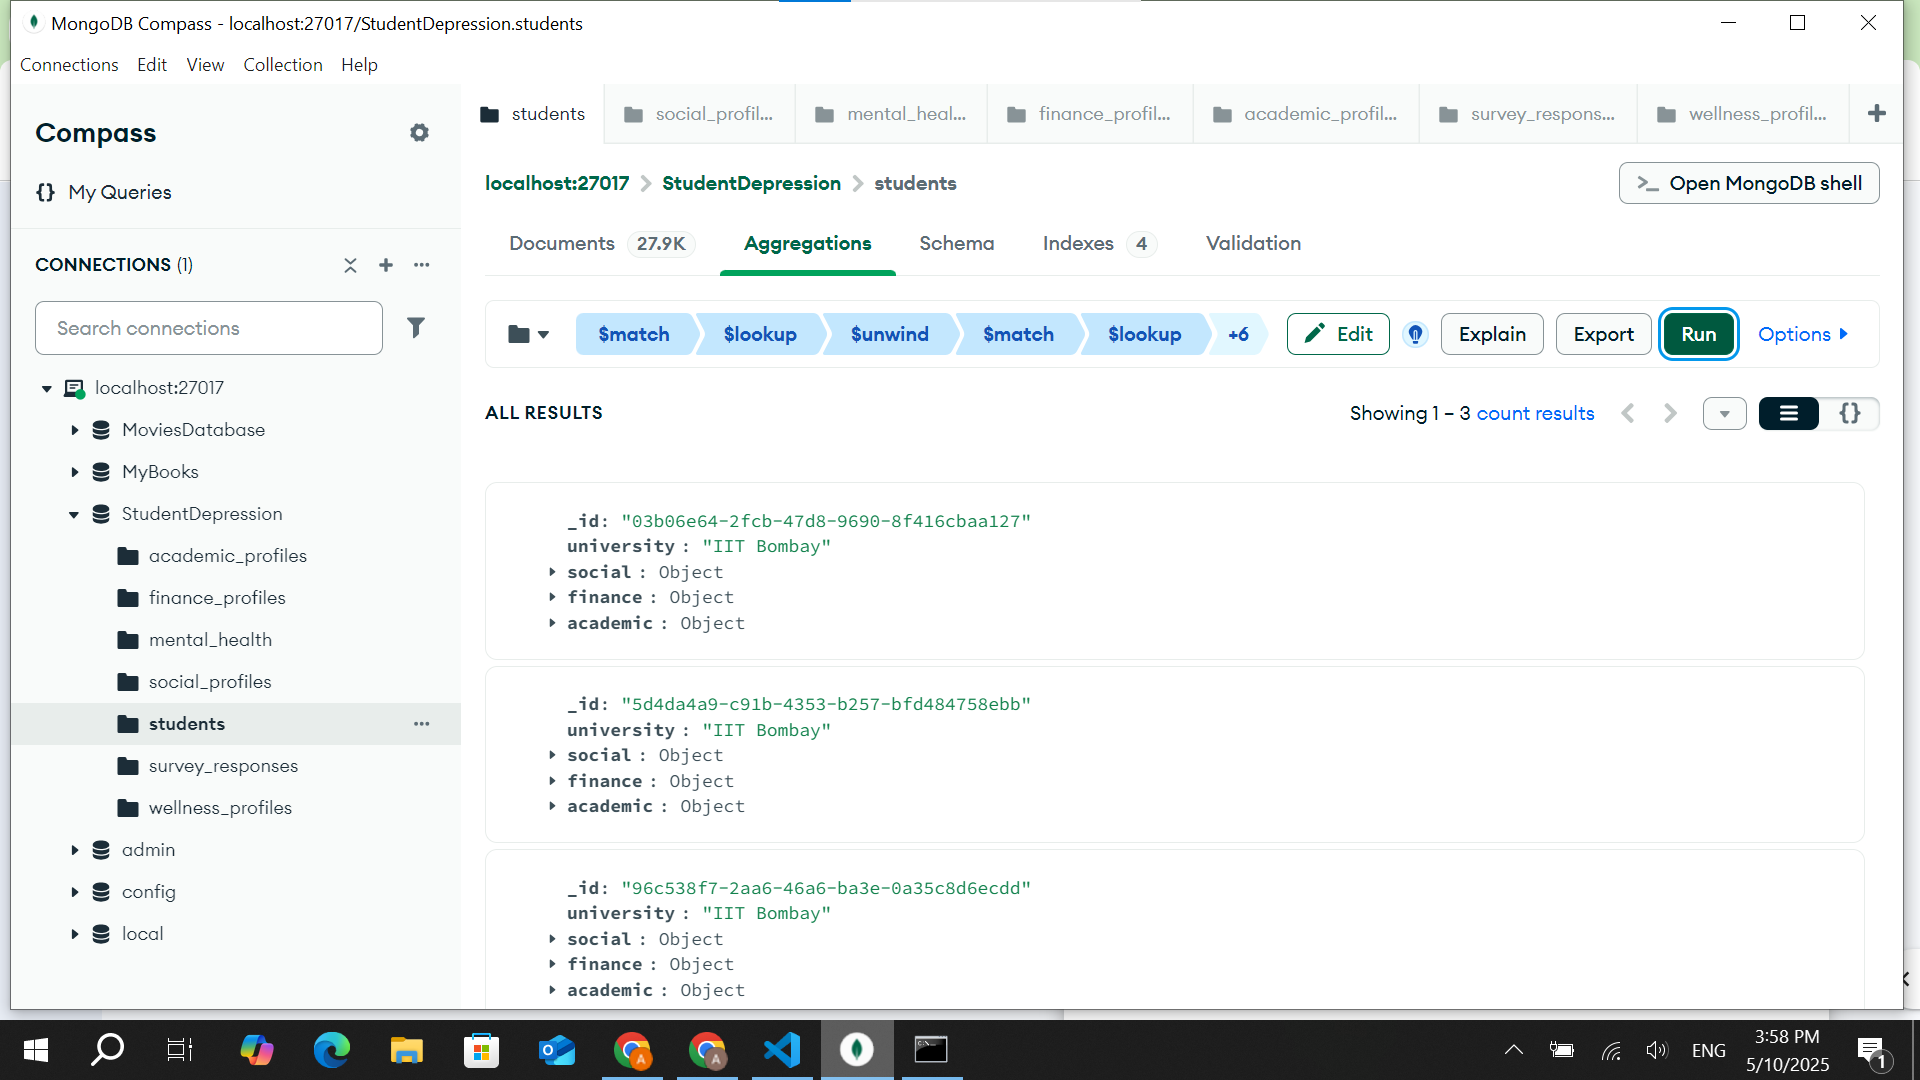 MongoDB Compass - localhost:27017/StudentDepression.students
Connections Edit View Collection Help
Compass
{} My Queries
CONNECTIONS (1)
Search connections
localhost:27017
MoviesDatabase
MyBooks
StudentDepression
academic_profiles
finance_profiles
mental_health
social_profiles
students
survey_responses
wellness_profiles
admin
config
local
students social_profil... mental_heal... finance_profil... academic_profil... survey_respons... wellness_profil...
localhost:27017 > StudentDepression > students
>_ Open MongoDB shell
Documents 27.9K Aggregations Schema Indexes 4 Validation
$match $lookup $unwind $match $lookup +6 Edit Explain Export Run Options
ALL RESULTS Showing 1 – 3 count results {}
_id: "03b06e64-2fcb-47d8-9690-8f416cbaa127"
university : "IIT Bombay"
social : Object
finance : Object
academic : Object
_id: "5d4da4a9-c91b-4353-b257-bfd484758ebb"
university : "IIT Bombay"
social : Object
finance : Object
academic : Object
_id: "96c538f7-2aa6-46a6-ba3e-0a35c8d6ecdd"
university : "IIT Bombay"
social : Object
finance : Object
academic : Object
A A C:\_ ENG 3:58 PM
5/10/2025
1